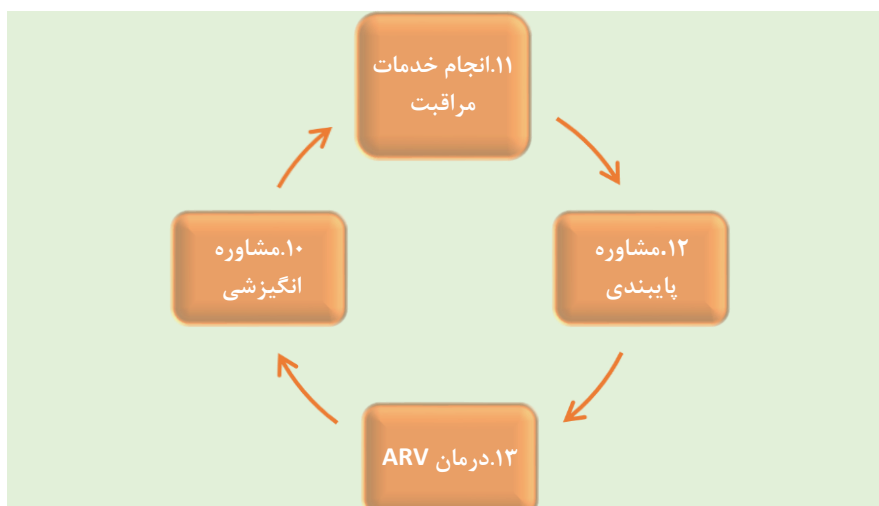 ۱۱.انجام خدمات
مراقبت
۱۲.مشاوره
پایبندی
۱۳.درمان ARV
۱۰.مشاوره
انگیزشی